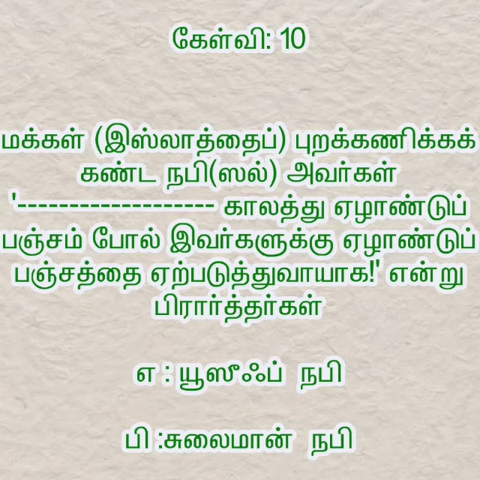 கேள்வி: 10
மக்கள் (இஸ்லாத்தைப்) புறக்கணிக்கக்
கண்ட நபி(ஸல்) அவர்கள்
'------------------- காலத்து ஏழாண்டுப்
பஞ்சம் போல் இவர்களுக்கு ஏழாண்டுப்
பஞ்சத்தை ஏற்படுத்துவாயாக!' என்று
பிரார்த்தர்கள்
எ : யூஸீஃப் நபி
பி :சுலைமான் நபி